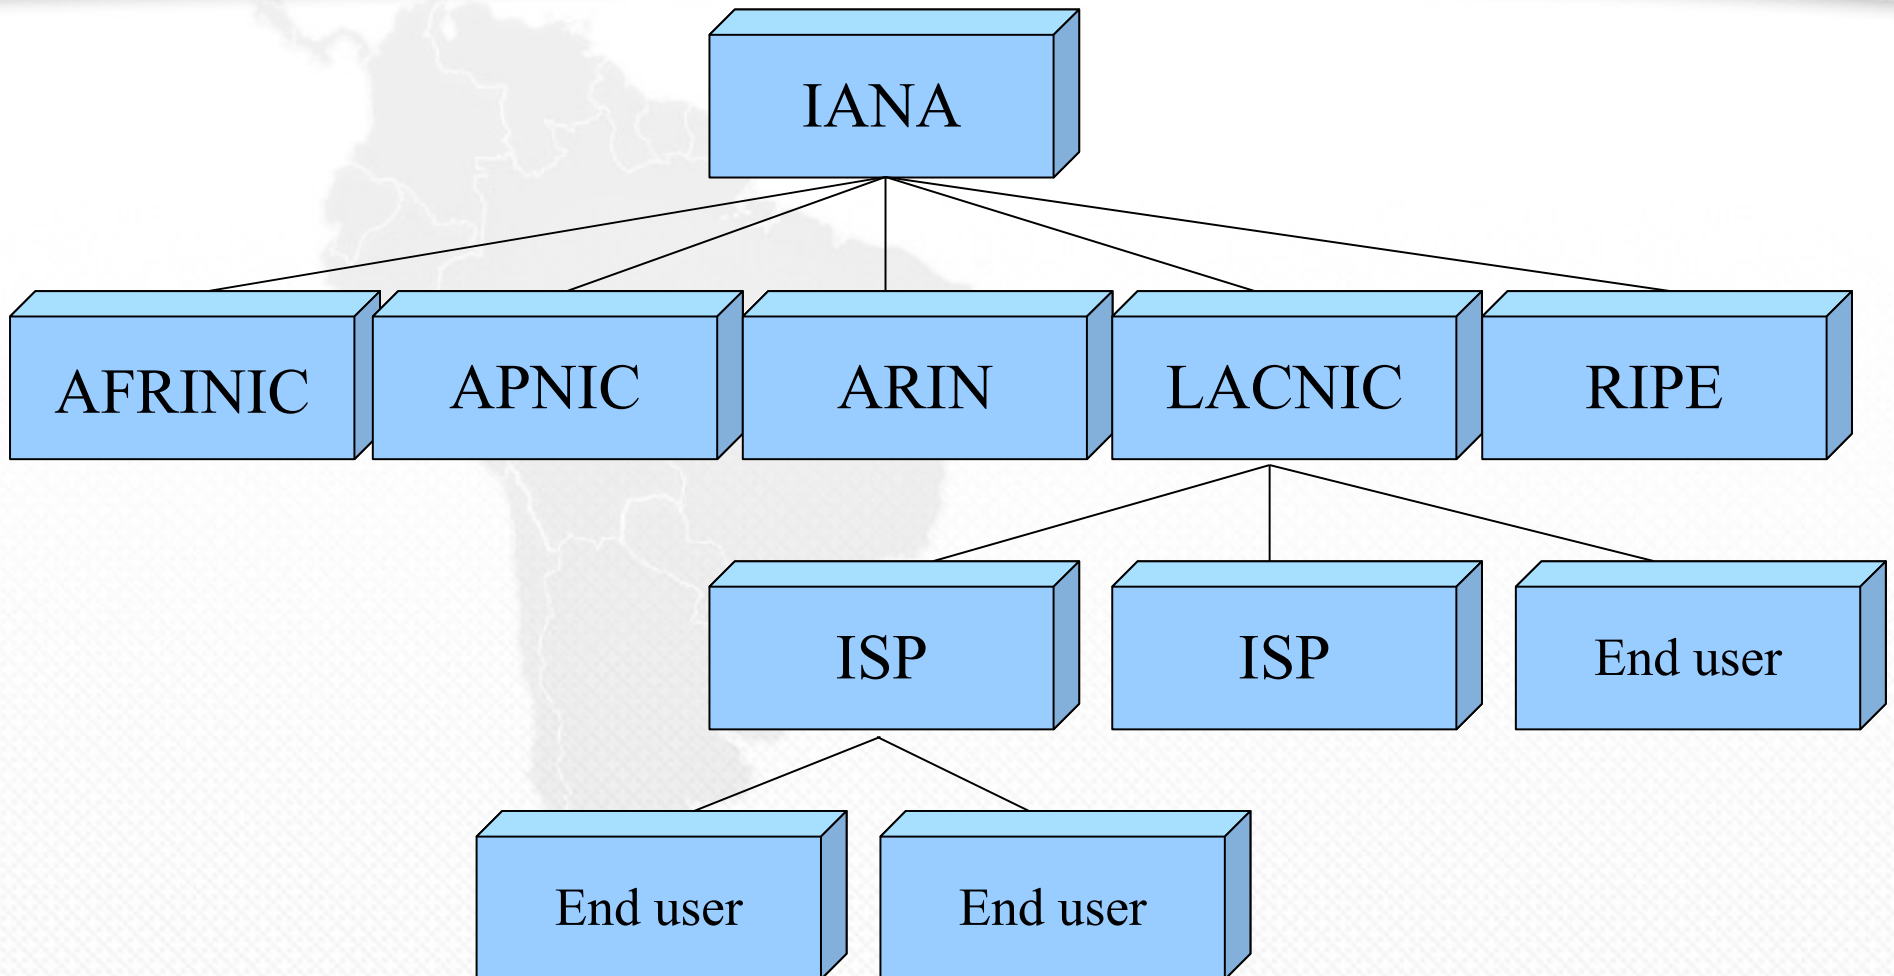 IANA
AFRINIC
APNIC
ARIN
LACNIC
RIPE
ISP
ISP
End user
End user
End user